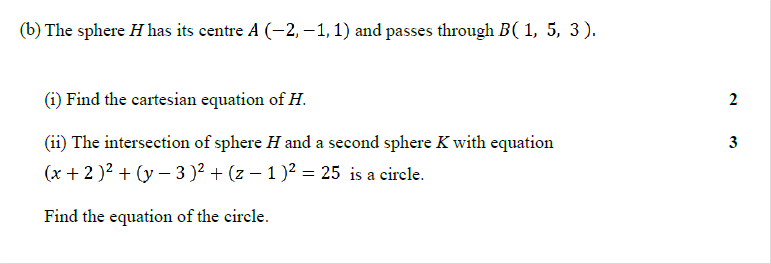 (b) The sphere H has its centre A (−2, −1, 1) and passes through B( 1, 5, 3 ).
(i) Find the cartesian equation of H. 2
(ii) The intersection of sphere H and a second sphere K with equation 3
(x + 2 )² + (y − 3 )² + (z − 1 )² = 25 is a circle.
Find the equation of the circle.